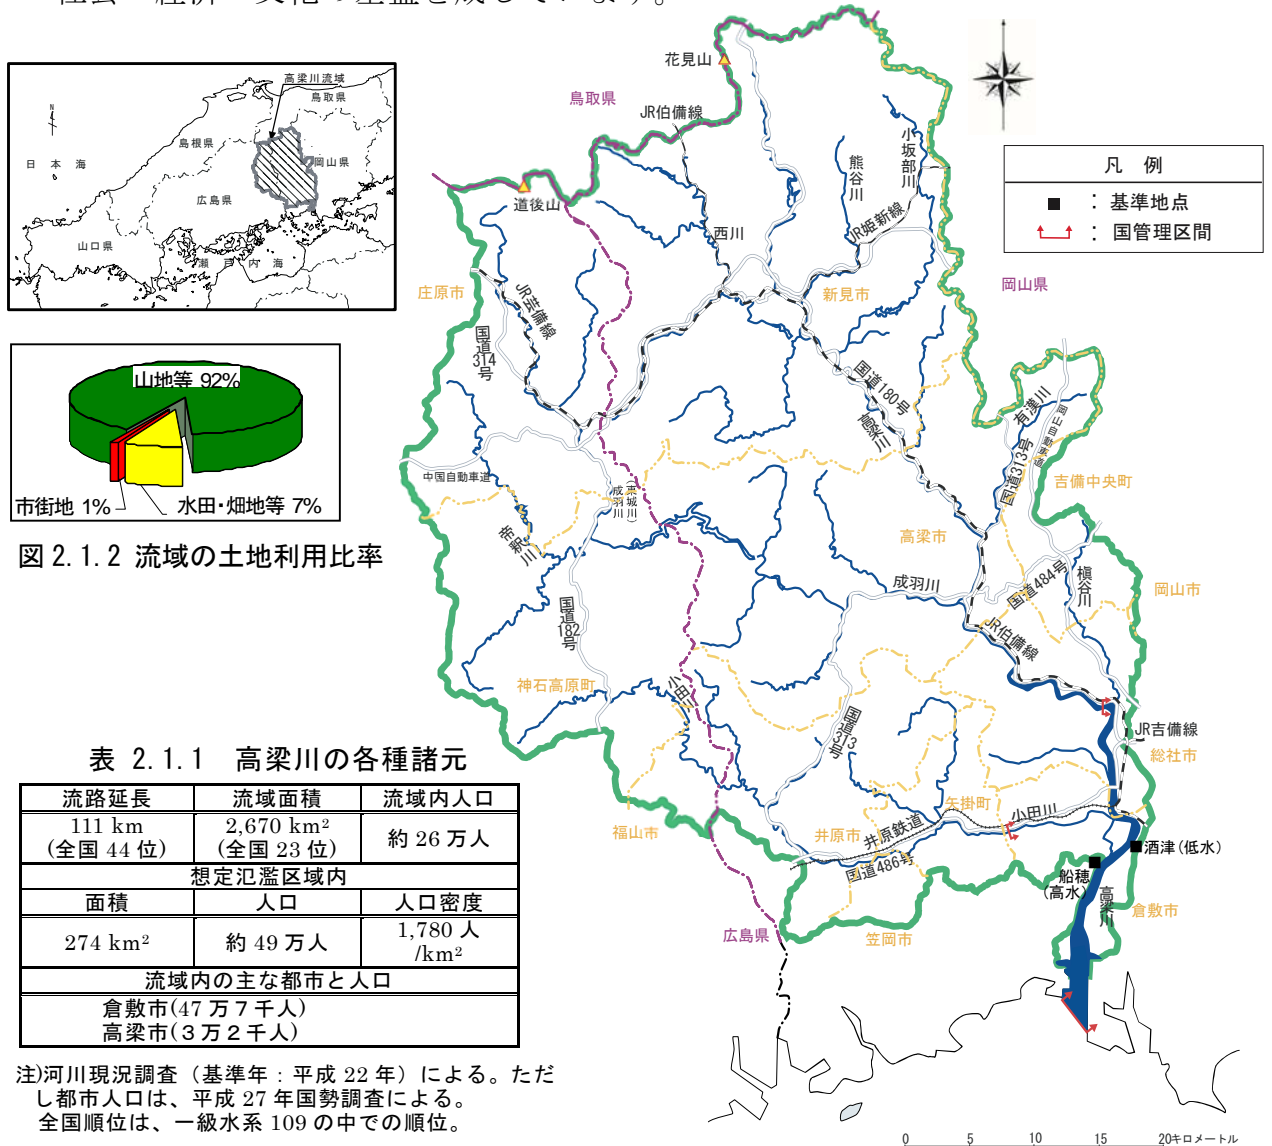 社会・経済・文化の基盤を成しています。
高梁川流域
鳥取県
島根県
日本海
岡山県
広島県
山口県
瀬戸内海
N
山地等 92%
市街地 1%
水田・畑地等 7%
図 2.1.2 流域の土地利用比率
表 2.1.1 高梁川の各種諸元
流路延長 流域面積 流域内人口
111 km 2,670 km² 約 26 万人
(全国 44 位) (全国 23 位)
想定氾濫区域内
面積 人口 人口密度
274 km² 約 49 万人 1,780 人
/km²
流域内の主な都市と人口
倉敷市(47 万７千人)
高梁市(３万２千人)
注)河川現況調査（基準年：平成 22 年）による。ただ
し都市人口は、平成 27 年国勢調査による。
全国順位は、一級水系 109 の中での順位。
花見山
鳥取県
JR伯備線
道後山
小坂部川
熊谷川
西川
JR姫新線
新見市
岡山県
凡 例
： 基準地点
： 国管理区間
庄原市
JR芸備線
国道314号
国道180号
高梁川
有漢川
岡山自動車道
国道313号
吉備中央町
中国自動車道
成羽川
(東城川)
帝釈川
高梁市
成羽川
国道484号
槙谷川
岡山市
国道182号
JR伯備線
神石高原町
小田川
国道313号
JR吉備線
総社市
福山市
井原市
井原鉄道
矢掛町
小田川
国道486号
酒津(低水)
船穂
(高水)
高梁川
倉敷市
広島県
笠岡市
0 5 10 15 20キロメートル